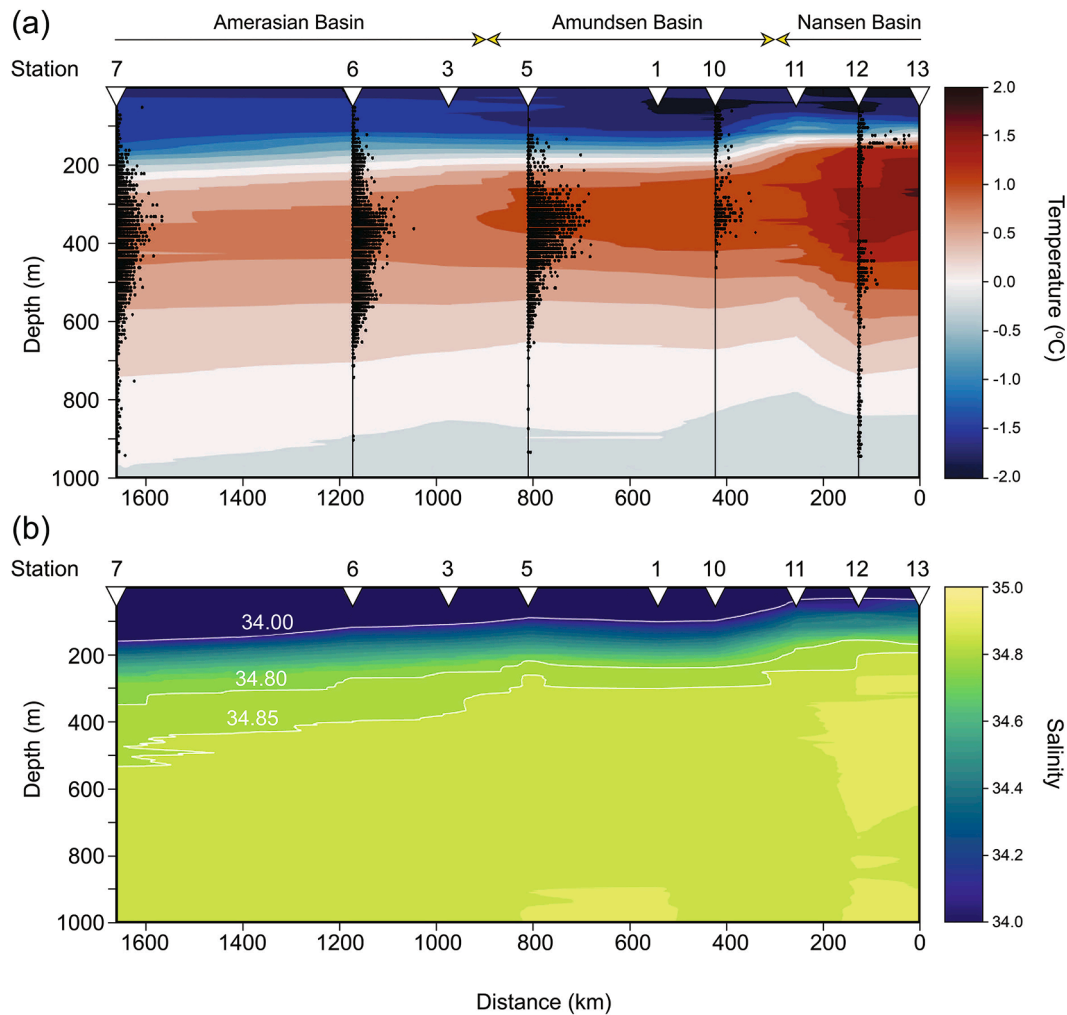 (a)
Amerasian Basin Amundsen Basin Nansen Basin
Station 7 6 3 5 1 10 11 12 13
200
400
600
800
1000
Depth (m)
1600 1400 1200 1000 800 600 400 200 0
2.0
1.5
1.0
0.5
0.0
-0.5
-1.0
-1.5
-2.0
Temperature (°C)
(b)
Station 7 6 3 5 1 10 11 12 13
34.00
34.80
34.85
200
400
600
800
1000
Depth (m)
1600 1400 1200 1000 800 600 400 200 0
35.0
34.8
34.6
34.4
34.2
34.0
Salinity
Distance (km)